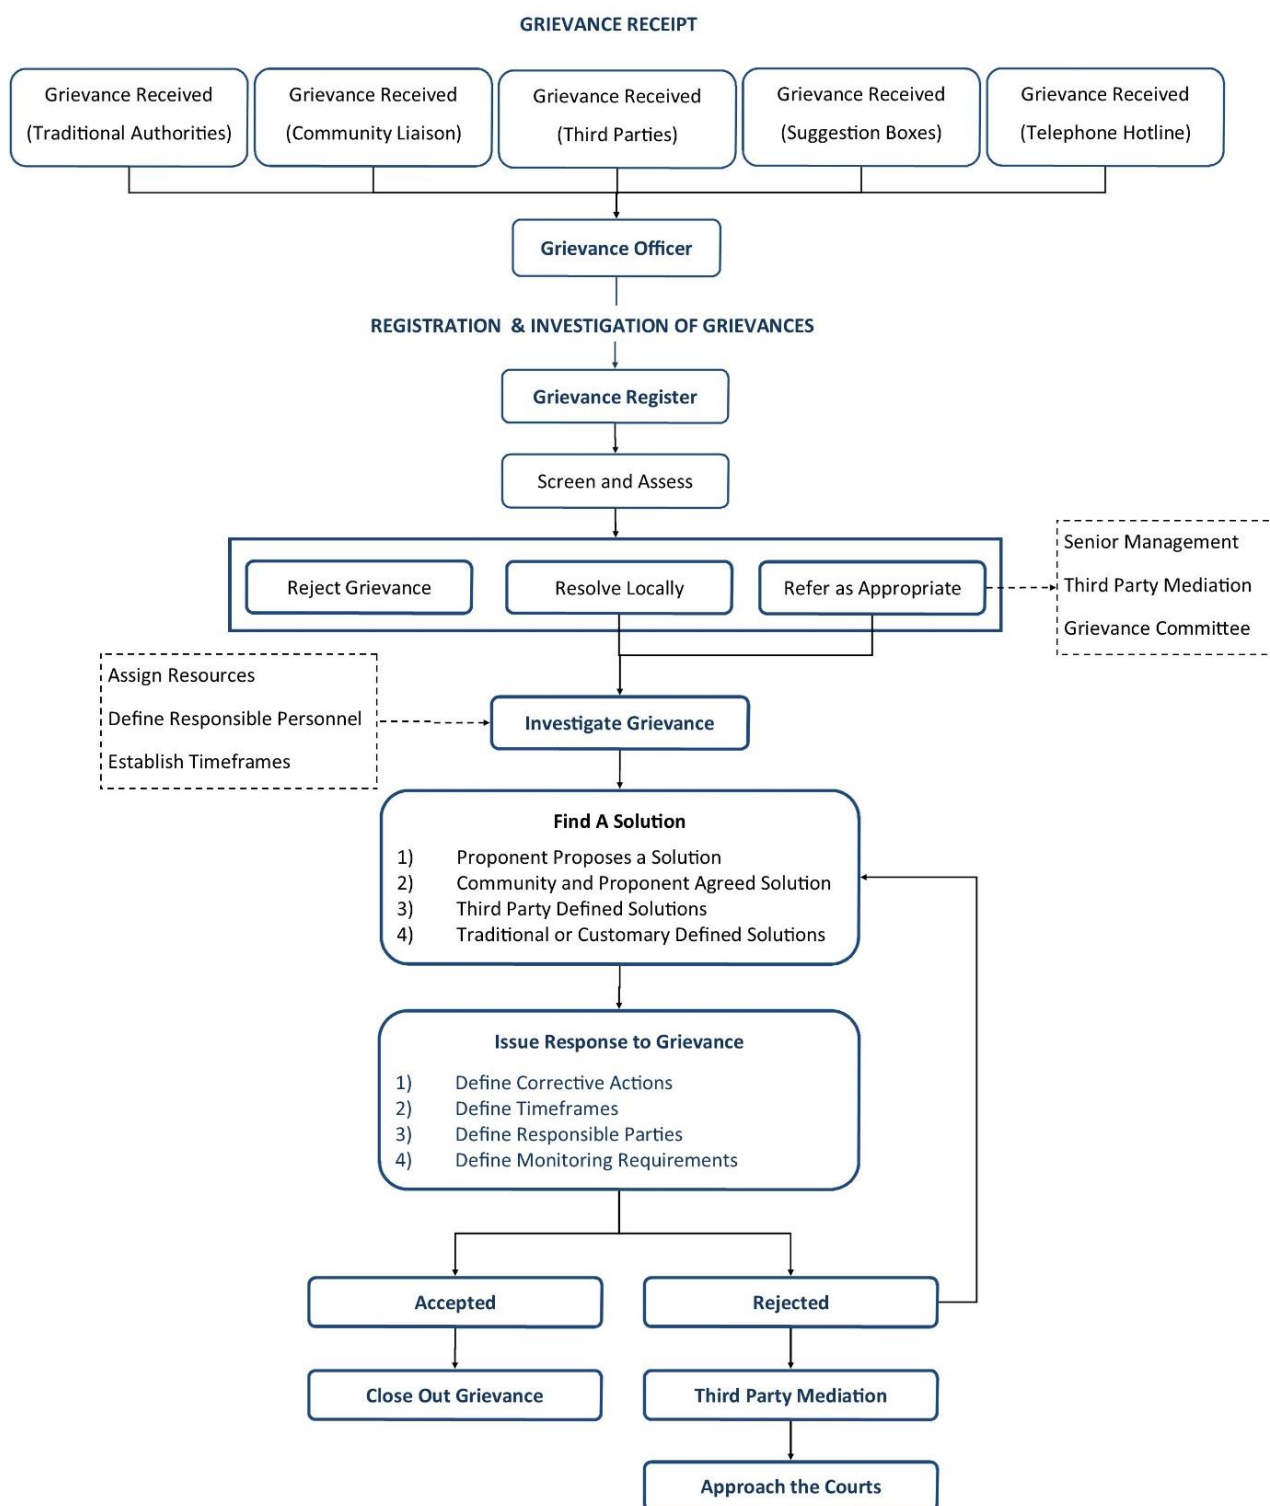 GRIEVANCE RECEIPT
Grievance Received
(Traditional Authorities)
Grievance Received
(Community Liaison)
Grievance Received
(Third Parties)
Grievance Received
(Suggestion Boxes)
Grievance Received
(Telephone Hotline)
Grievance Officer
REGISTRATION & INVESTIGATION OF GRIEVANCES
Grievance Register
Screen and Assess
Reject Grievance
Resolve Locally
Refer as Appropriate
Senior Management
Third Party Mediation
Grievance Committee
Assign Resources
Define Responsible Personnel
Establish Timeframes
Investigate Grievance
Find A Solution
1) Proponent Proposes a Solution
2) Community and Proponent Agreed Solution
3) Third Party Defined Solutions
4) Traditional or Customary Defined Solutions
Issue Response to Grievance
1) Define Corrective Actions
2) Define Timeframes
3) Define Responsible Parties
4) Define Monitoring Requirements
Accepted
Rejected
Close Out Grievance
Third Party Mediation
Approach the Courts